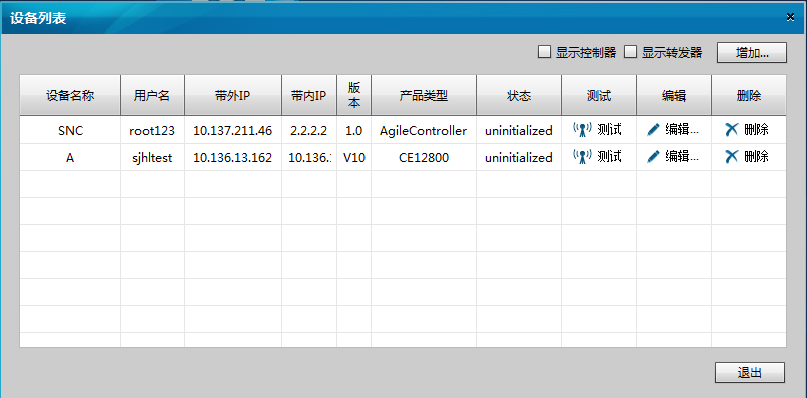 设备列表
显示控制器 显示转发器 增加...
设备名称 用户名 带外IP 带内IP 版本 产品类型 状态 测试 编辑 删除
SNC root123 10.137.211.46 2.2.2.2 1.0 AgileController uninitialized 测试 编辑... 删除
A sjhltest 10.136.13.162 10.136.: V10 CE12800 uninitialized 测试 编辑... 删除
退出